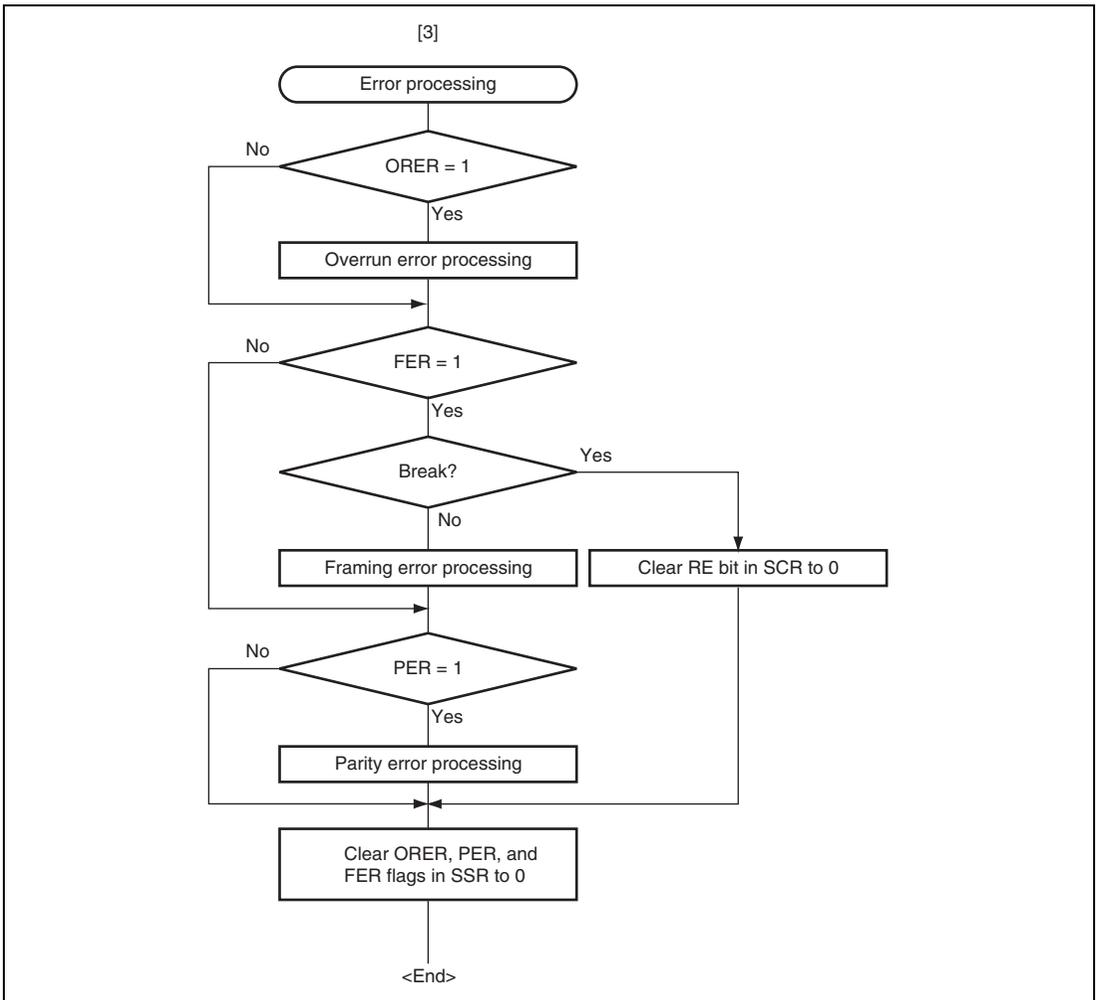 [3]
Error processing
No
ORER = 1
Yes
Overrun error processing
No
FER = 1
Yes
Break?
Yes
No
Framing error processing
Clear RE bit in SCR to 0
No
PER = 1
Yes
Parity error processing
Clear ORER, PER, and
FER flags in SSR to 0
<End>